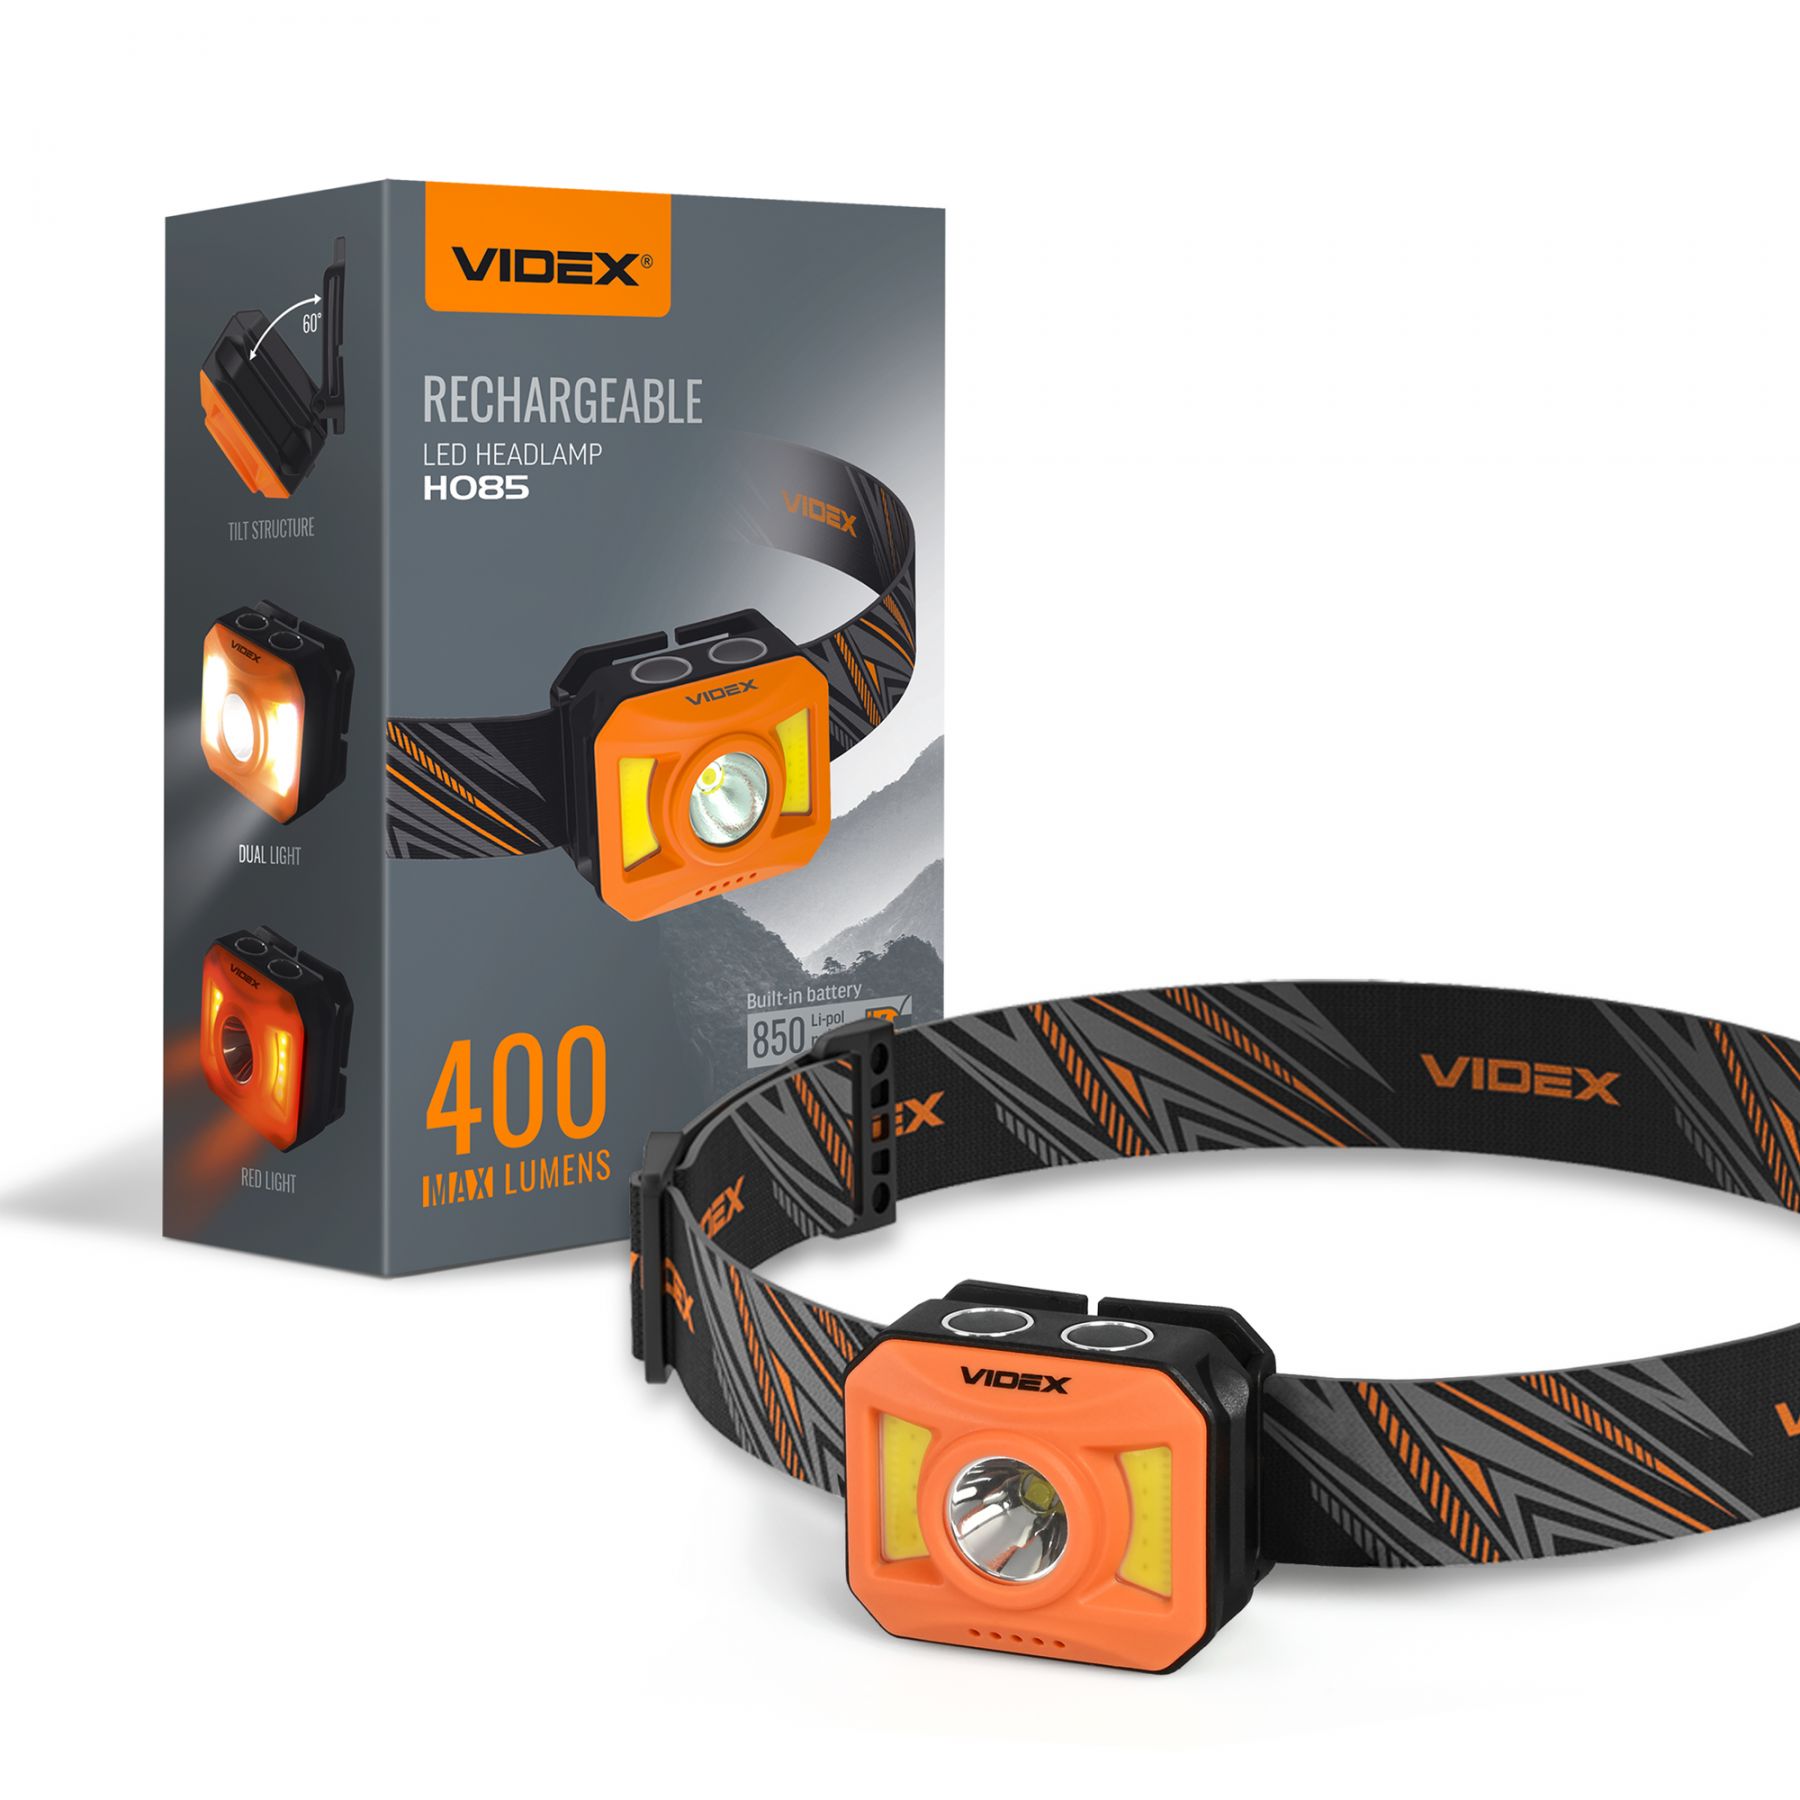 VIDEX®
RECHARGEABLE
LED HEADLAMP
H085
60°
TILT STRUCTURE
VIDEX
DUAL LIGHT
VIDEX
RED LIGHT
VIDEX
VIDEX
400
MAX LUMENS
Built-in battery
850 Li-pol
VIDEX
VIDEX